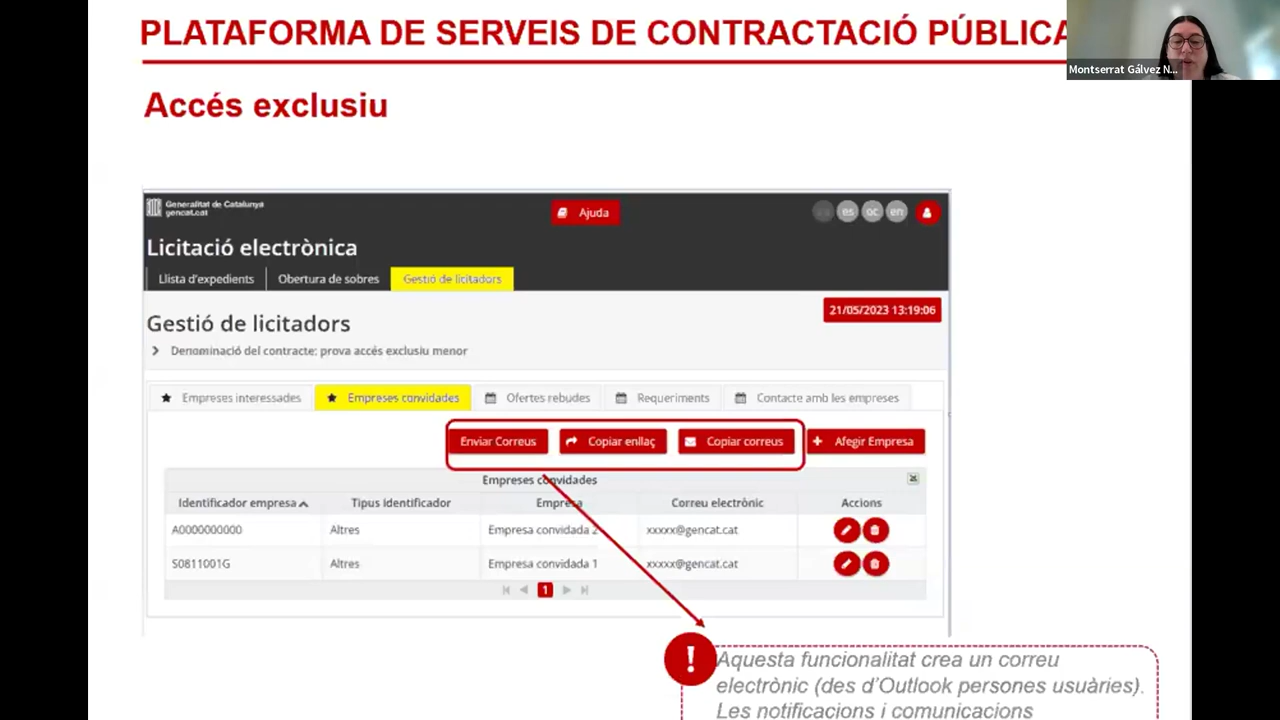 PLATAFORMA DE SERVEIS DE CONTRACTACIÓ PÚBLICA
Montserrat Gálvez N...
Accés exclusiu
Generalitat de Catalunya
gencat.cat
Ajuda
es
oc
en
Licitació electrònica
Llista d'expedients
Obertura de sobres
Gestió de licitadors
21/05/2023 13:19:06
Gestió de licitadors
Denominació del contracte: prova accés exclusiu menor
Empreses interessades
Empreses convidades
Ofertes rebudes
Requeriments
Contacte amb les empreses
Enviar Correus
Copiar enllaç
Copiar correus
Afegir Empresa
Empreses convidades
Identificador empresa
Tipus Identificador
Empresa
Correu electrònic
Accions
A0000000000
Altres
Empresa convidada 2
xxxxx@gencat.cat
S0811001G
Altres
Empresa convidada 1
xxxxx@gencat.cat
1
!
Aquesta funcionalitat crea un correu
electrònic (des d'Outlook persones usuàries).
Les notificacions i comunicacions